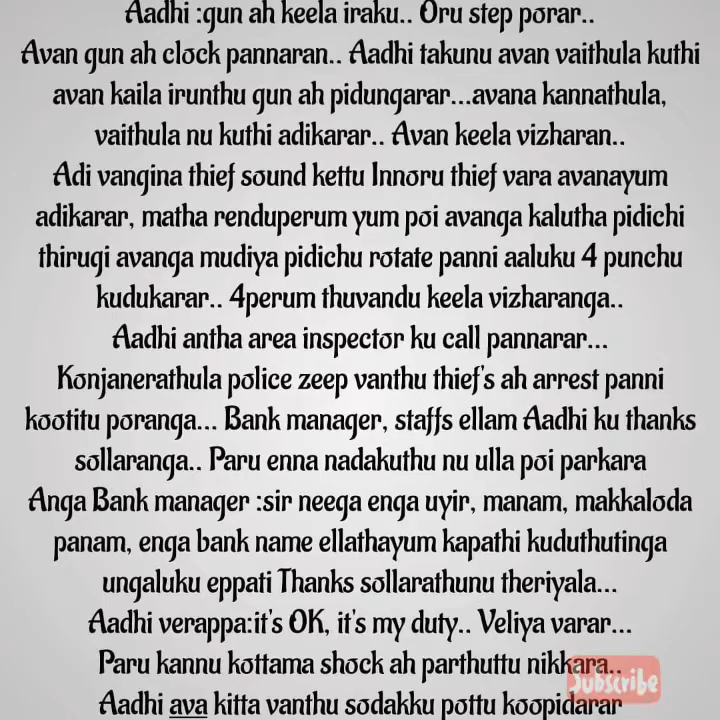 Aadhi :gun ah keela iraku.. Oru step porar..
Avan gun ah clock pannaran.. Aadhi takunu avan vaithula kuthi
avan kaila irunthu gun ah pidungarar...avana kannathula,
vaithula nu kuthi adikarar.. Avan keela vizharan..
Adi vangina thief sound kettu Innoru thief vara avanayum
adikarar, matha renduperum yum poi avanga kalutha pidichi
thirugi avanga mudiya pidichu rotate panni aaluku 4 punchu
kudukarar.. 4perum thuvandu keela vizharanga..
Aadhi antha area inspector ku call pannarar...
Konjanerathula police zeep vanthu thief's ah arrest panni
kootitu poranga... Bank manager, staffs ellam Aadhi ku thanks
sollaranga.. Paru enna nadakuthu nu ulla poi parkara
Anga Bank manager :sir neega enga uyir, manam, makkaloda
panam, enga bank name ellathayum kapathi kuduthutinga
ungaluku eppati Thanks sollarathunu theriyala...
Aadhi verappa:it's OK, it's my duty.. Veliya varar...
Paru kannu kottama shock ah parthuttu nikkara..
Subscribe
Aadhi ava kitta vanthu sodakku pottu koopidarar